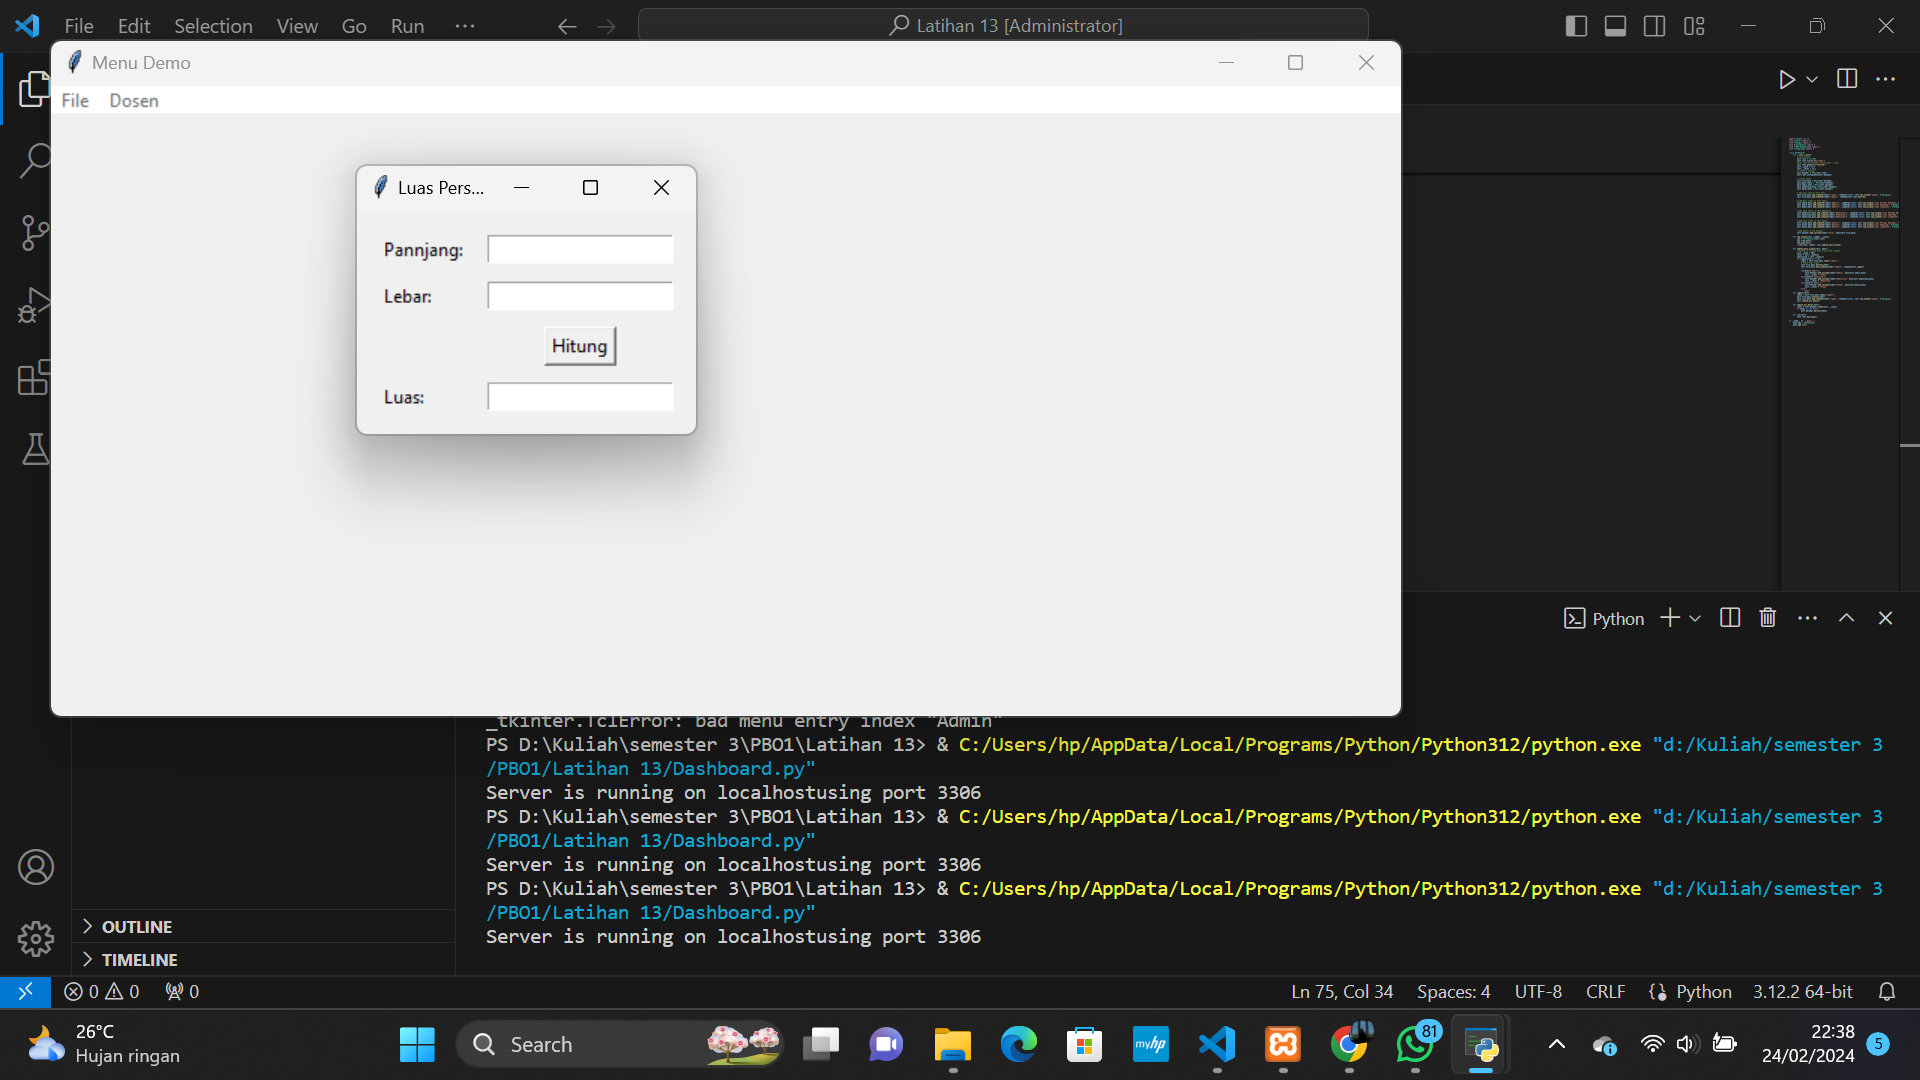 File Edit Selection View Go Run
Latihan 13 [Administrator]
Menu Demo
File Dosen
Luas Pers...
Pannjang:
Lebar:
Hitung
Luas:
Python
_tkinter.TclError: bad menu entry index "Admin"
PS D:\Kuliah\semester 3\PBO1\Latihan 13> & C:/Users/hp/AppData/Local/Programs/Python/Python312/python.exe "d:/Kuliah/semester 3
/PBO1/Latihan 13/Dashboard.py"
Server is running on localhostusing port 3306
PS D:\Kuliah\semester 3\PBO1\Latihan 13> & C:/Users/hp/AppData/Local/Programs/Python/Python312/python.exe "d:/Kuliah/semester 3
/PBO1/Latihan 13/Dashboard.py"
Server is running on localhostusing port 3306
PS D:\Kuliah\semester 3\PBO1\Latihan 13> & C:/Users/hp/AppData/Local/Programs/Python/Python312/python.exe "d:/Kuliah/semester 3
/PBO1/Latihan 13/Dashboard.py"
Server is running on localhostusing port 3306
OUTLINE
TIMELINE
0 0 0
Ln 75, Col 34 Spaces: 4 UTF-8 CRLF Python 3.12.2 64-bit
26°C
Hujan ringan
Search
myhp
81
22:38
24/02/2024
5